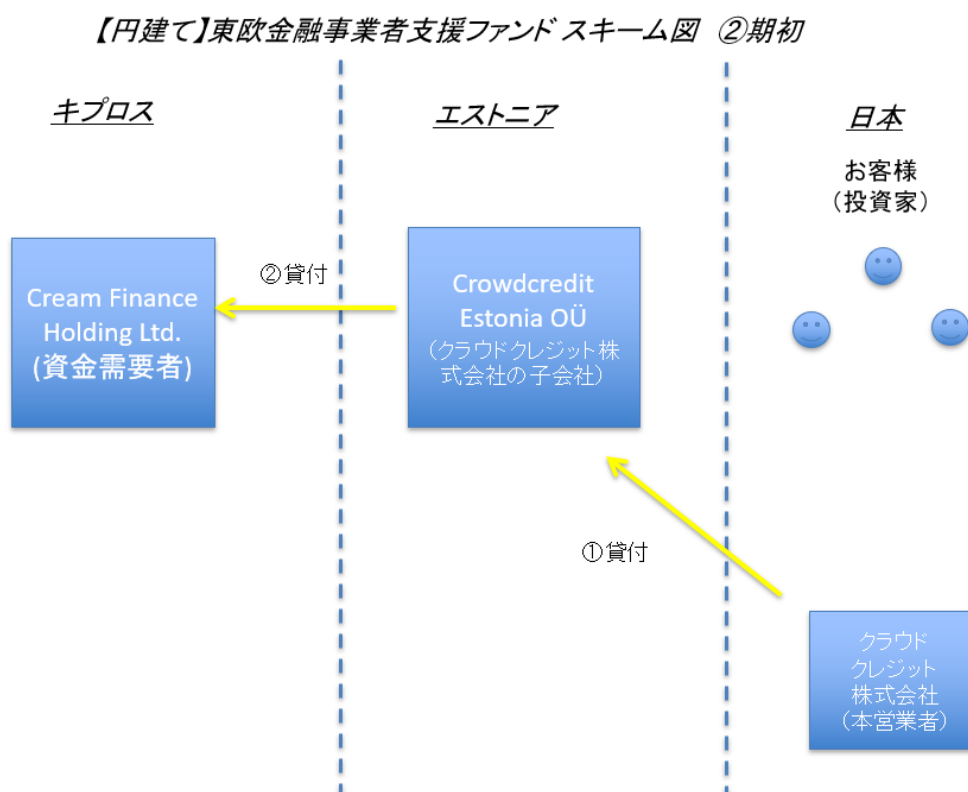 【円建て】東欧金融事業者支援ファンド スキーム図 ②期初
キプロス
エストニア
日本
お客様
（投資家）
②貸付
Cream Finance
Holding Ltd.
(資金需要者)
Crowdcredit
Estonia OÜ
（クラウドクレジット株
式会社の子会社）
①貸付
クラウド
クレジット
株式会社
（本営業者）